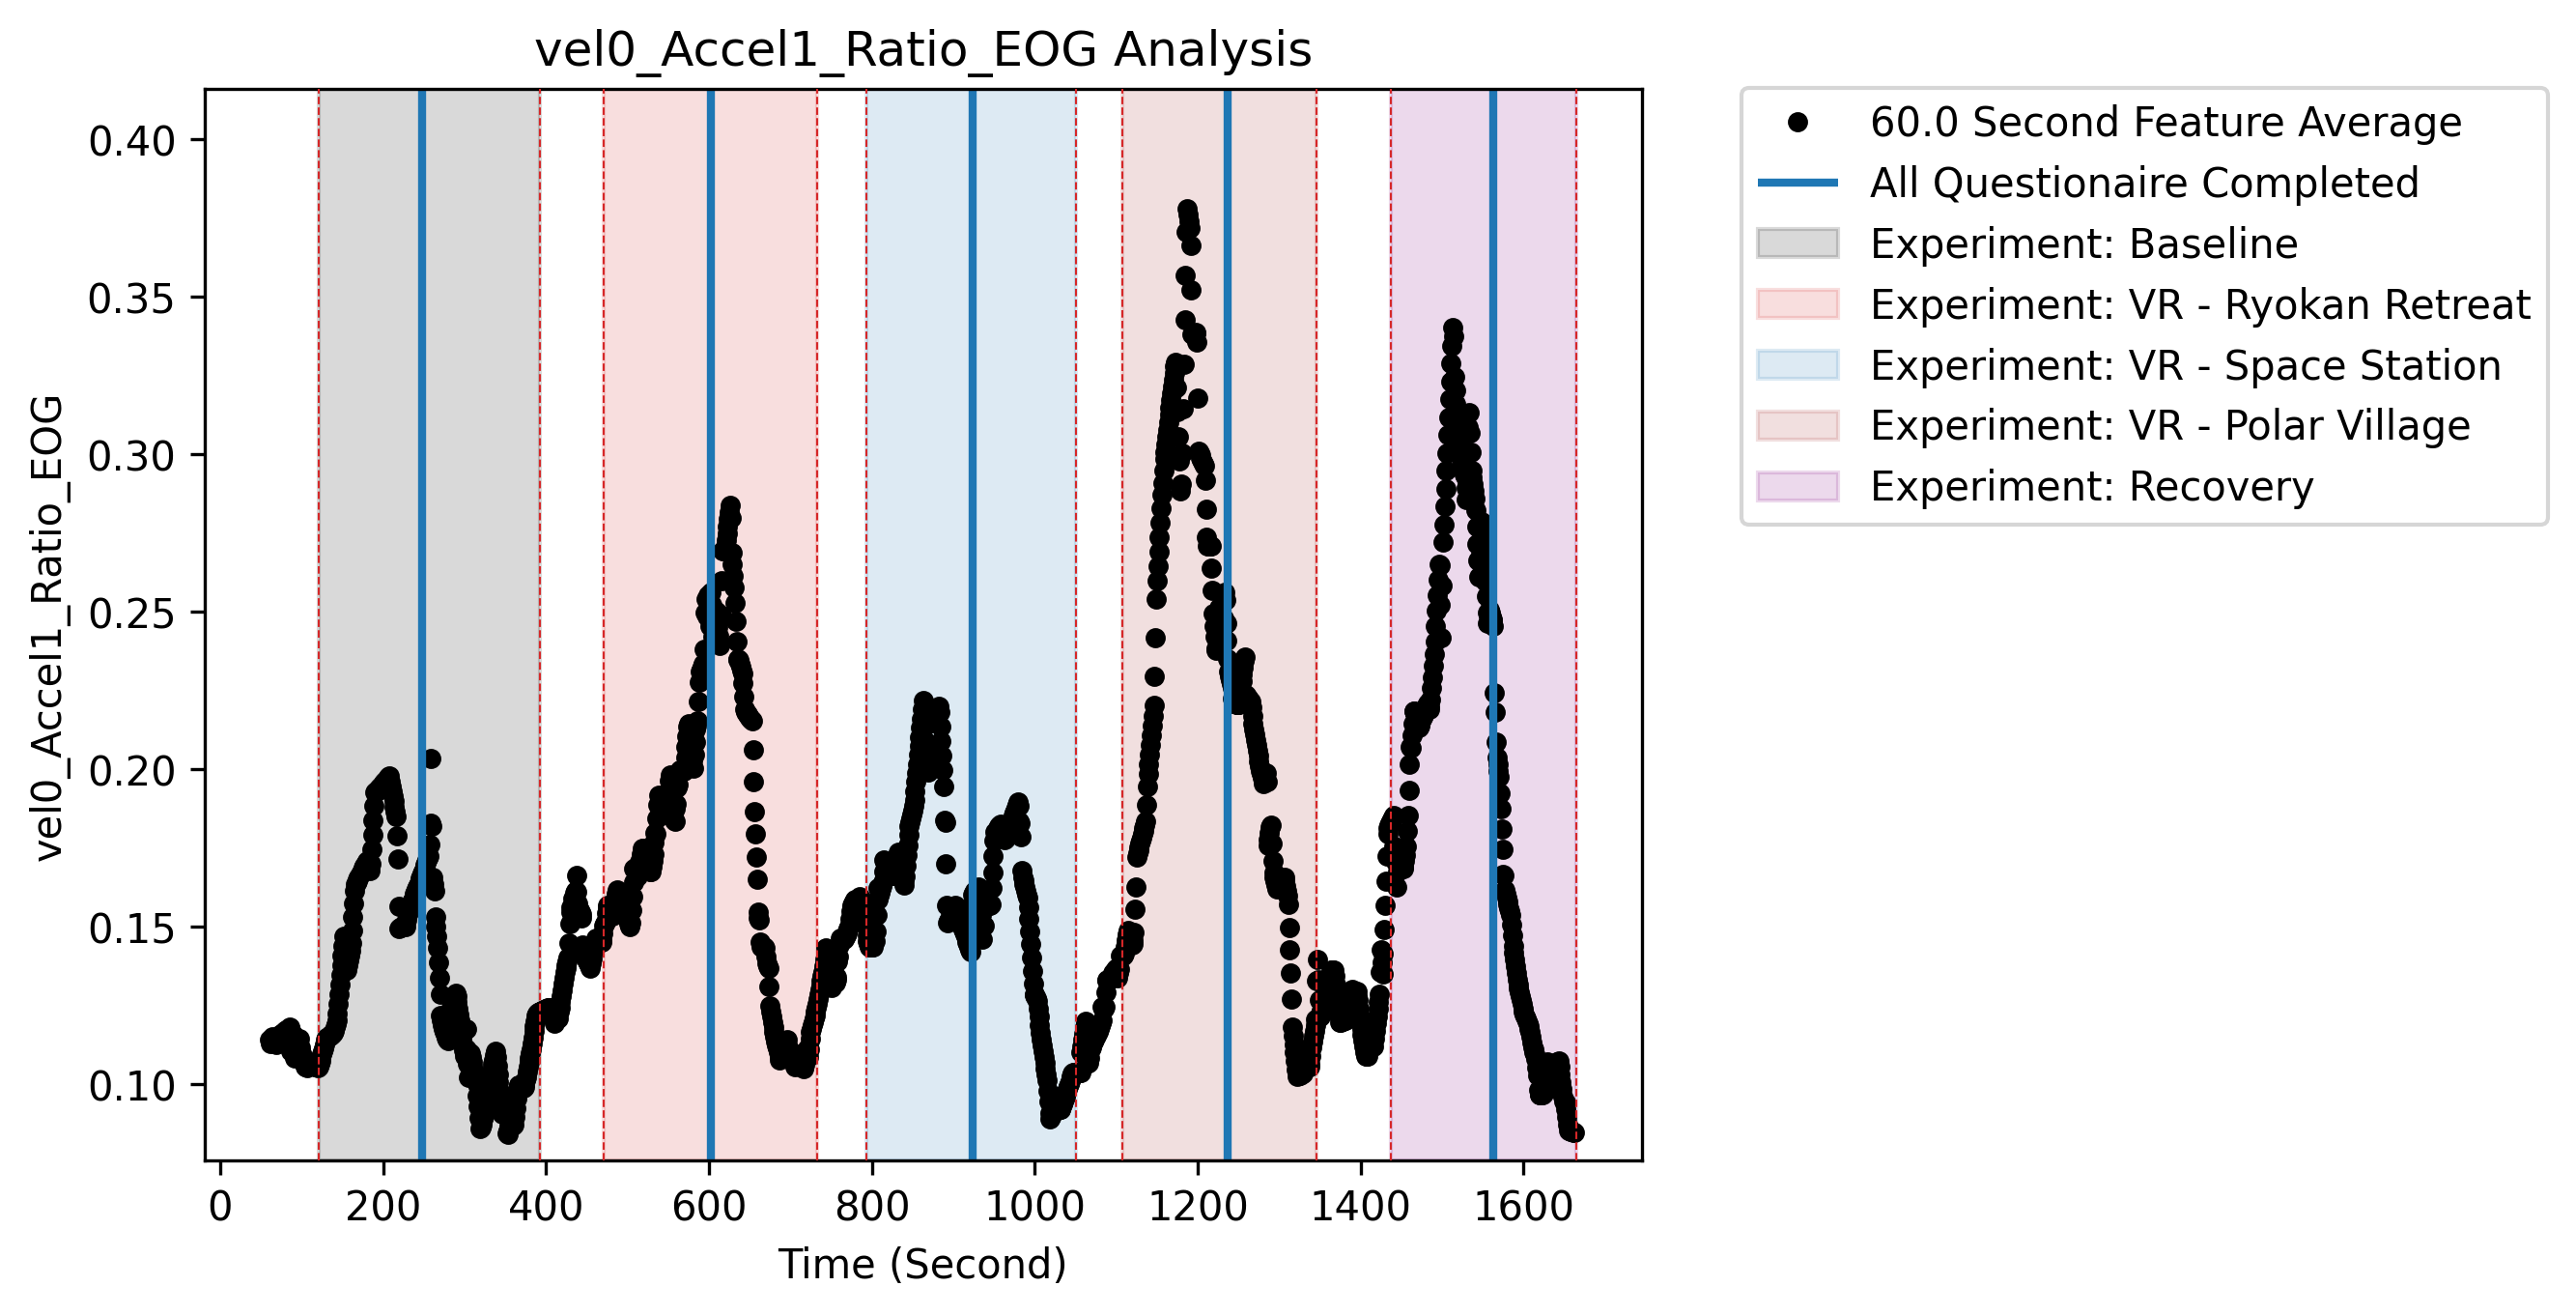 vel0_Accel1_Ratio_EOG Analysis
vel0_Accel1_Ratio_EOG
0.40
0.35
0.30
0.25
0.20
0.15
0.10
0 200 400 600 800 1000 1200 1400 1600
Time (Second)
60.0 Second Feature Average
All Questionaire Completed
Experiment: Baseline
Experiment: VR - Ryokan Retreat
Experiment: VR - Space Station
Experiment: VR - Polar Village
Experiment: Recovery